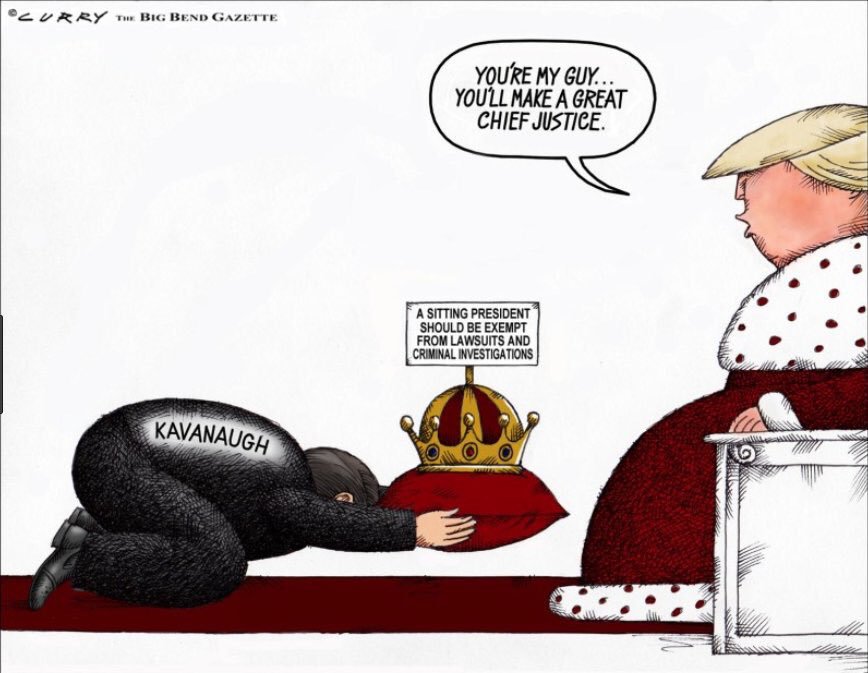 ©CURRY THE BIG BEND GAZETTE
YOU'RE MY GUY...
YOU'LL MAKE A GREAT
CHIEF JUSTICE.
A SITTING PRESIDENT
SHOULD BE EXEMPT
FROM LAWSUITS AND
CRIMINAL INVESTIGATIONS
KAVANAUGH